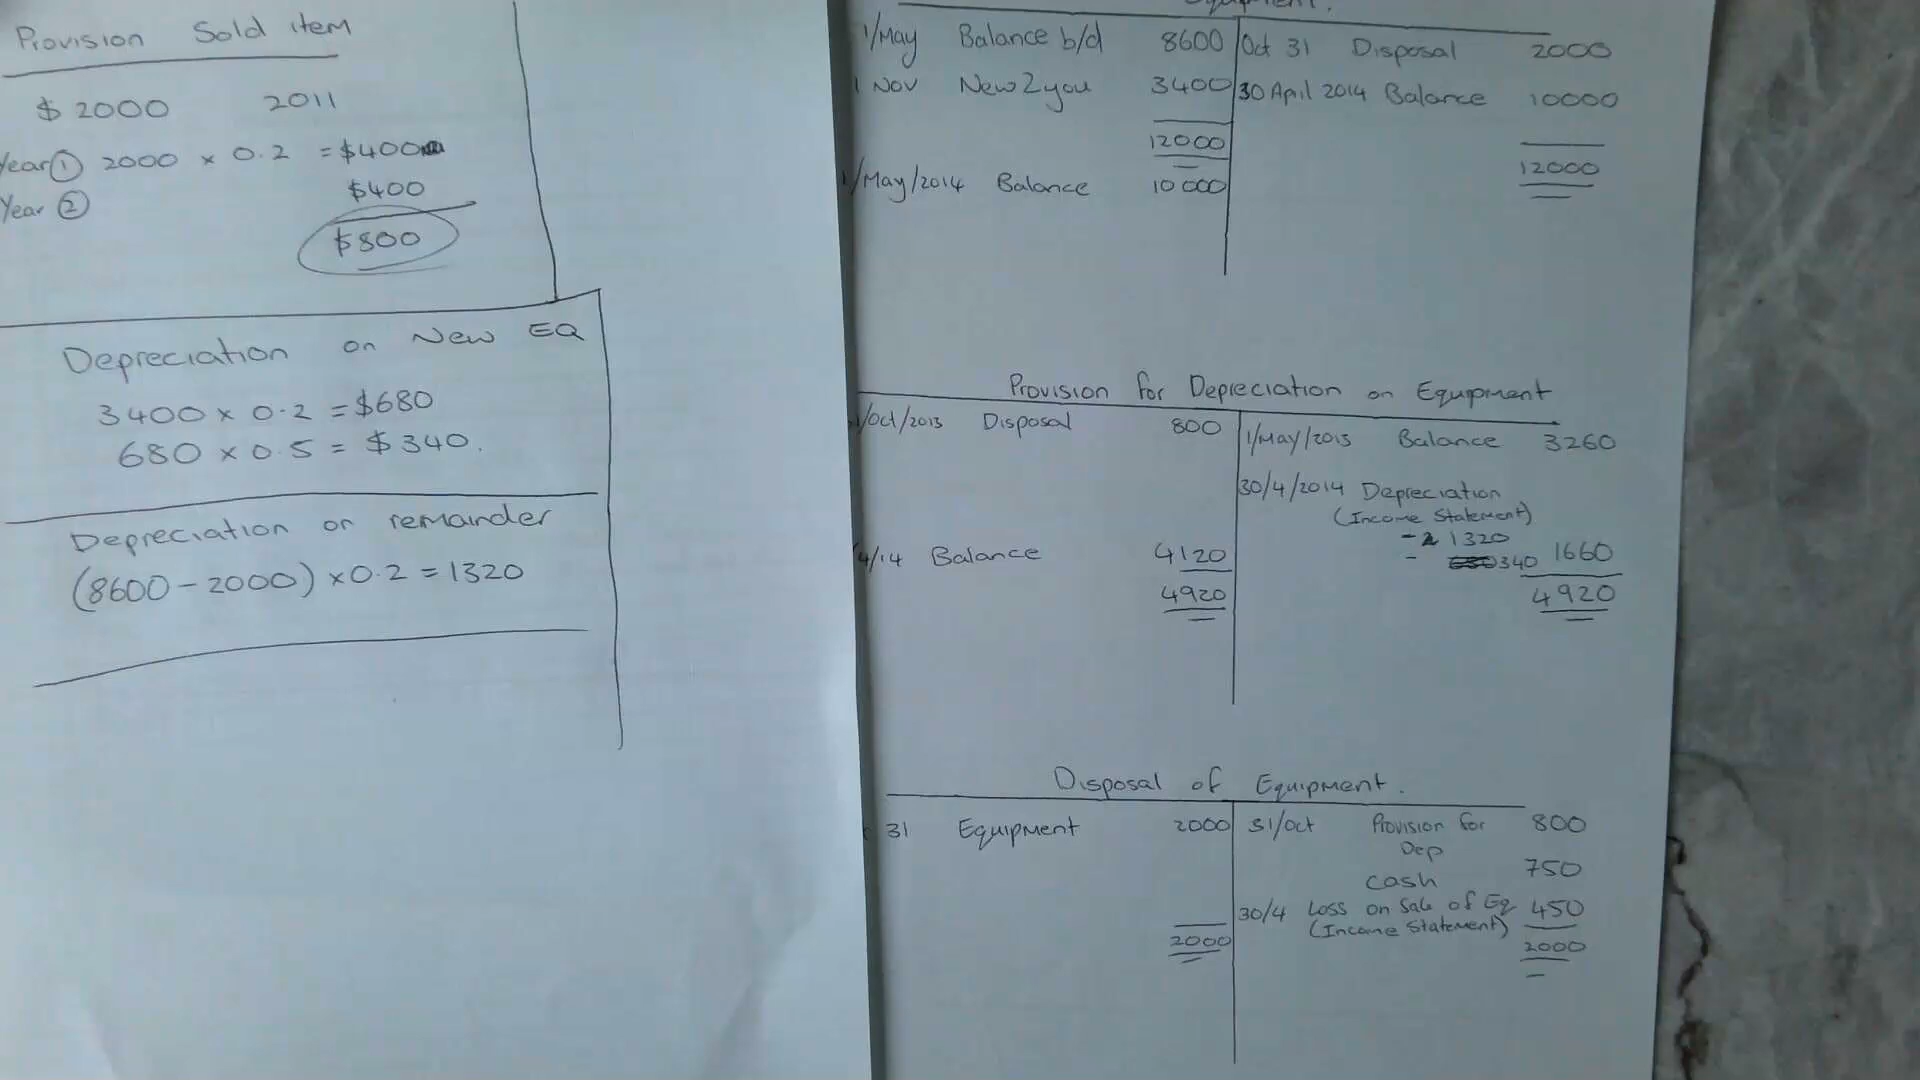 Provision Sold item
$2000 2011
Year ① 2000 x 0.2 = $400
Year ② $400
$800
Depreciation on New EQ
3400 x 0.2 = $680
680 x 0.5 = $340.
Depreciation on remainder
(8600 - 2000) x 0.2 = 1320
Equipment.
1/May Balance b/d 8600 Oct 31 Disposal 2000
1 Nov New2you 3400 30 April 2014 Balance 10000
12000 12000
1/May/2014 Balance 10000
Provision for Depreciation on Equipment
/Oct/2013 Disposal 800 1/May/2013 Balance 3260
30/4/2014 Depreciation
(Income Statement)
- 1320
- 340 1660
4/14 Balance 4120
4920 4920
Disposal of Equipment.
31 Equipment 2000 31/Oct Provision for 800
Dep
Cash 750
30/4 Loss on Sale of Eq 450
(Income Statement)
2000 2000